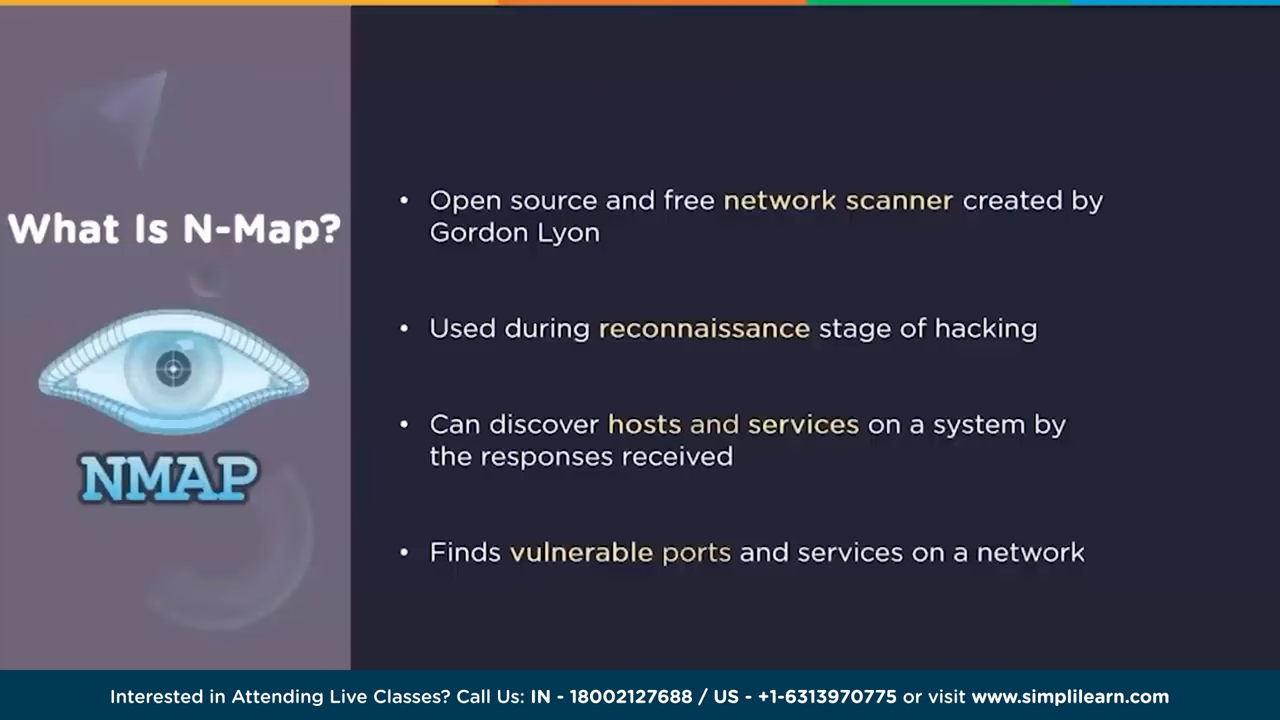 What Is N-Map?
NMAP
• Open source and free network scanner created by
Gordon Lyon
• Used during reconnaissance stage of hacking
• Can discover hosts and services on a system by
the responses received
• Finds vulnerable ports and services on a network
Interested in Attending Live Classes? Call Us: IN - 18002127688 / US - +1-6313970775 or visit www.simplilearn.com